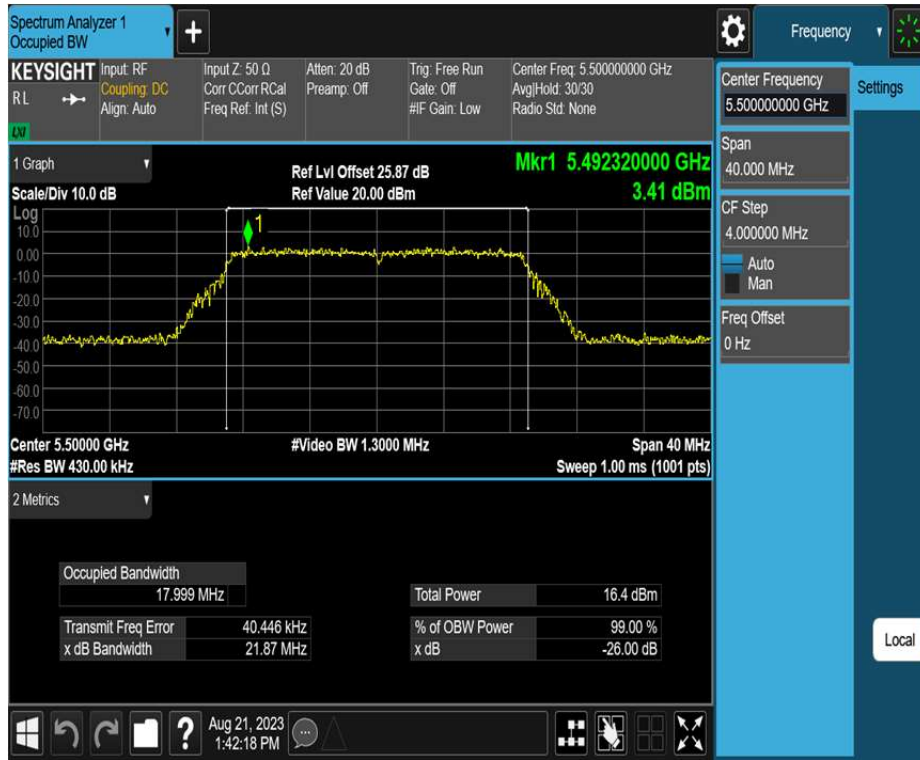 Spectrum Analyzer 1
Occupied BW
+
Frequency
KEYSIGHT
RL
LXI
Input: RF
Coupling: DC
Align: Auto
Input Z: 50 Ω
Corr CCorr RCal
Freq Ref: Int (S)
Atten: 20 dB
Preamp: Off
Trig: Free Run
Gate: Off
#IF Gain: Low
Center Freq: 5.500000000 GHz
Avg|Hold: 30/30
Radio Std: None
1 Graph
Scale/Div 10.0 dB
Ref Lvl Offset 25.87 dB
Ref Value 20.00 dBm
Mkr1 5.492320000 GHz
3.41 dBm
Log
10.0
0.00
-10.0
-20.0
-30.0
-40.0
-50.0
-60.0
-70.0
1
Center 5.50000 GHz
#Video BW 1.3000 MHz
Span 40 MHz
#Res BW 430.00 kHz
Sweep 1.00 ms (1001 pts)
2 Metrics
Occupied Bandwidth
17.999 MHz
Transmit Freq Error 40.446 kHz
x dB Bandwidth 21.87 MHz
Total Power 16.4 dBm
% of OBW Power 99.00 %
x dB -26.00 dB
Center Frequency
5.500000000 GHz
Span
40.000 MHz
CF Step
4.000000 MHz
Auto
Man
Freq Offset
0 Hz
Settings
Local
?
Aug 21, 2023
1:42:18 PM